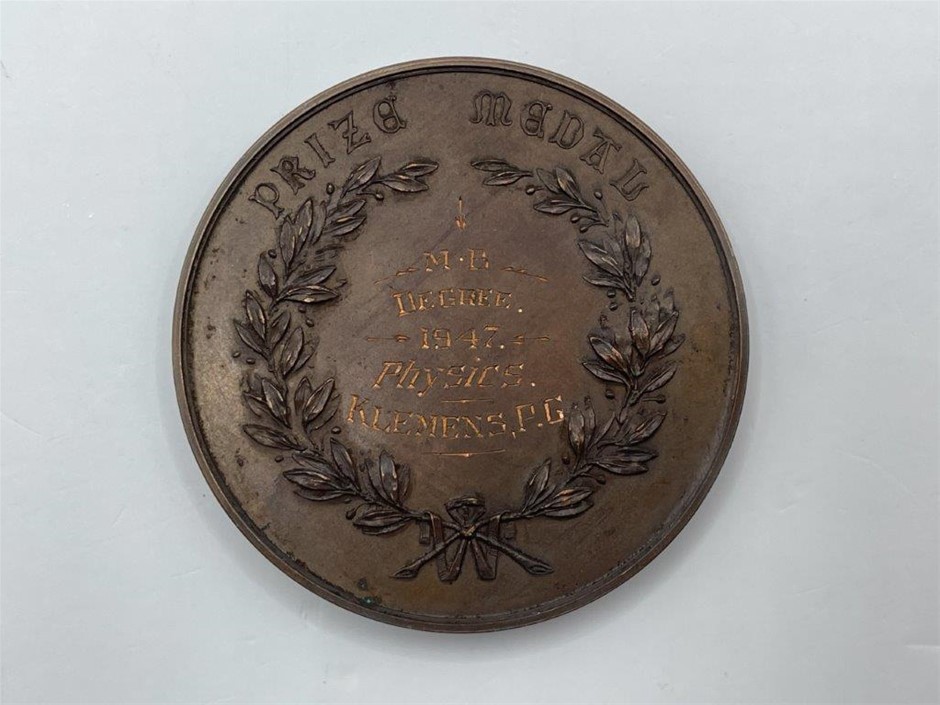 PRIZE MEDAL
M·B
DEGREE.
1947.
Physics.
KLEMENS, P.G